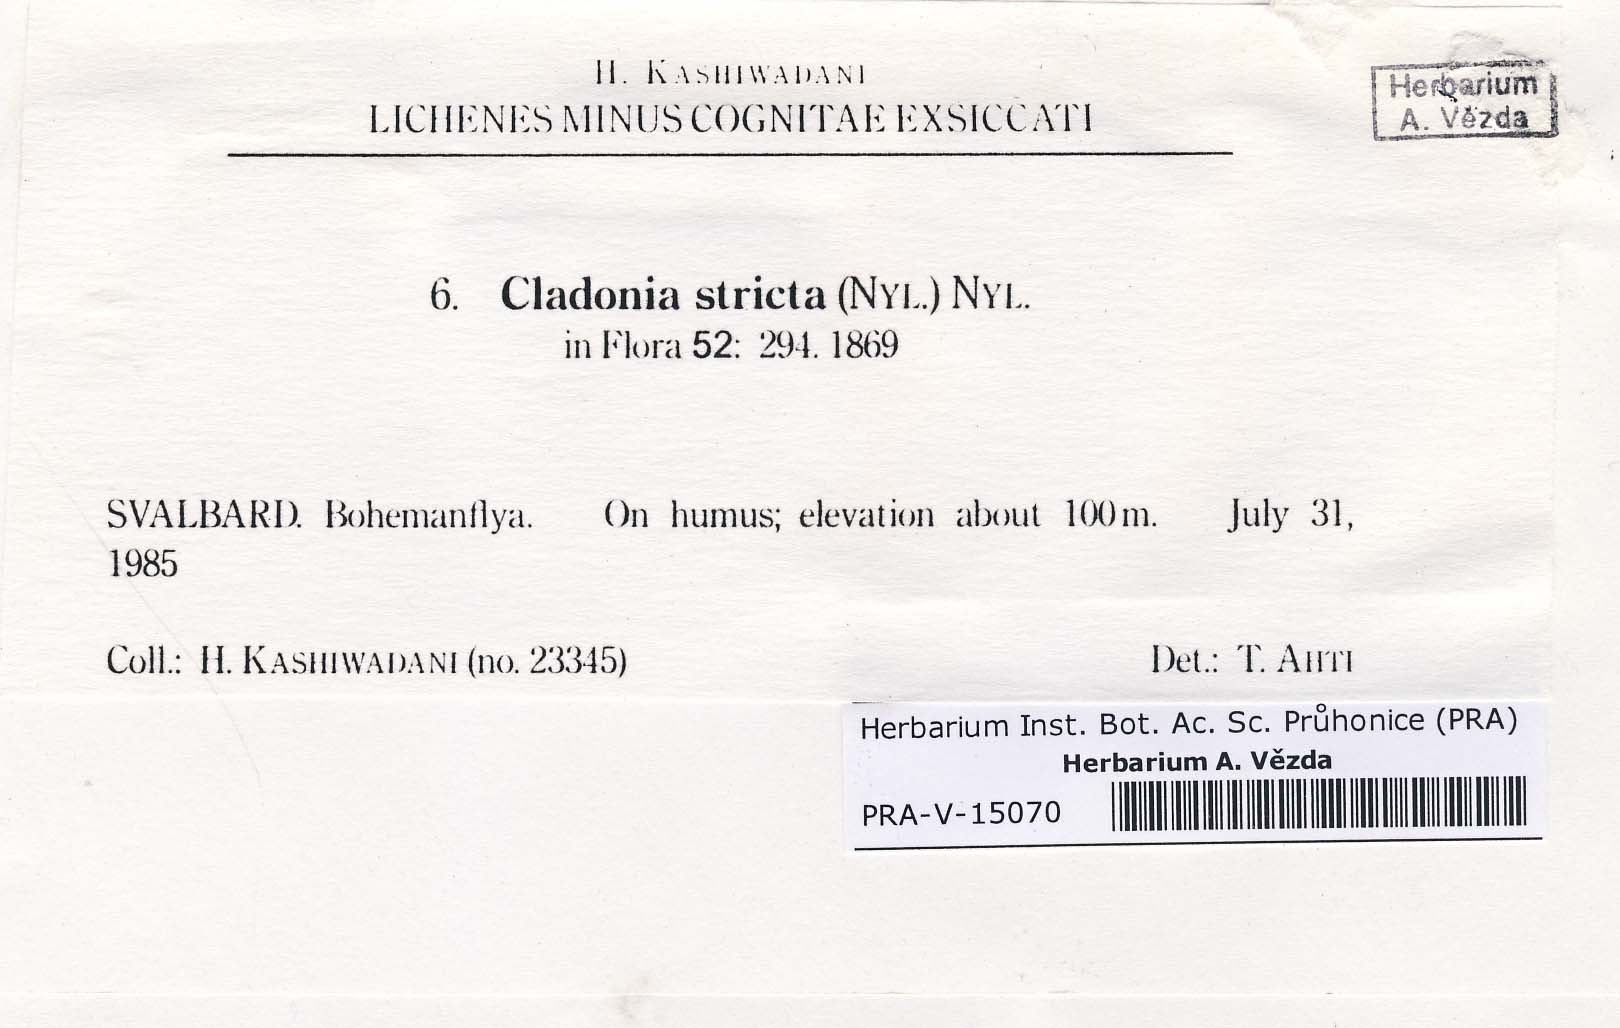 H. KASHIWADANI
LICHENES MINUS COGNITAE EXSICCATI
Herbarium
A. Vězda
6. Cladonia stricta (NYL.) NYL.
in Flora 52: 294. 1869
SVALBARD. Bohemanflya. On humus; elevation about 100m. July 31,
1985
Coll.: H. KASHIWADANI (no. 23345) Det.: T. AHTI
Herbarium Inst. Bot. Ac. Sc. Průhonice (PRA)
Herbarium A. Vězda
PRA-V-15070